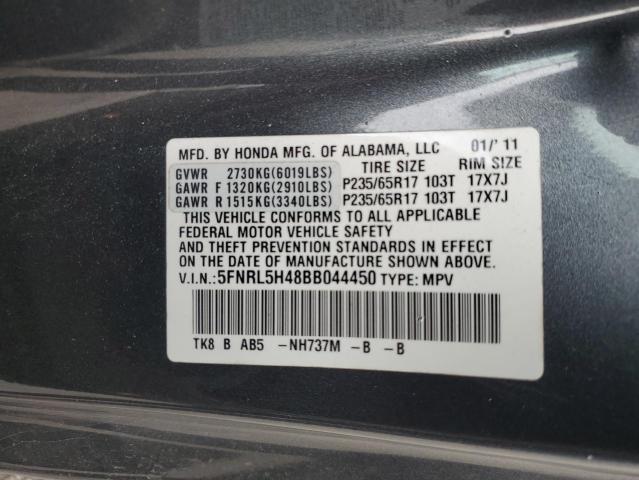 MFD. BY HONDA MFG. OF ALABAMA, LLC 01/'11
TIRE SIZE RIM SIZE
GVWR 2730KG(6019LBS)
GAWR F 1320KG(2910LBS) P235/65R17 103T 17X7J
GAWR R 1515KG(3340LBS) P235/65R17 103T 17X7J
THIS VEHICLE CONFORMS TO ALL APPLICABLE
FEDERAL MOTOR VEHICLE SAFETY
AND THEFT PREVENTION STANDARDS IN EFFECT
ON THE DATE OF MANUFACTURE SHOWN ABOVE.
V.I.N.:5FNRL5H48BB044450 TYPE: MPV
TK8 B AB5 -NH737M -B -B